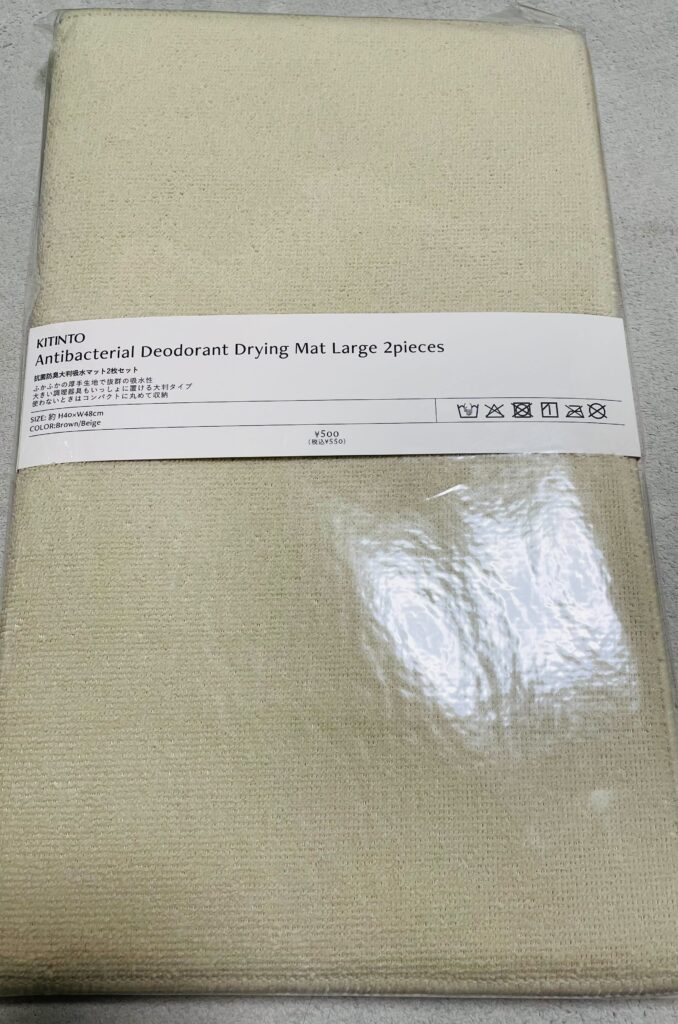 KITINTO
Antibacterial Deodorant Drying Mat Large 2pieces
抗菌防臭大判吸水マット2枚セット
ふかふかの厚手生地で抜群の吸水性
大きい調理器具もいっしょに置ける大判タイプ
使わないときはコンパクトに丸めて収納
SIZE: 約 H40×W48cm
COLOR:Brown/Beige
¥500
(税込¥550)